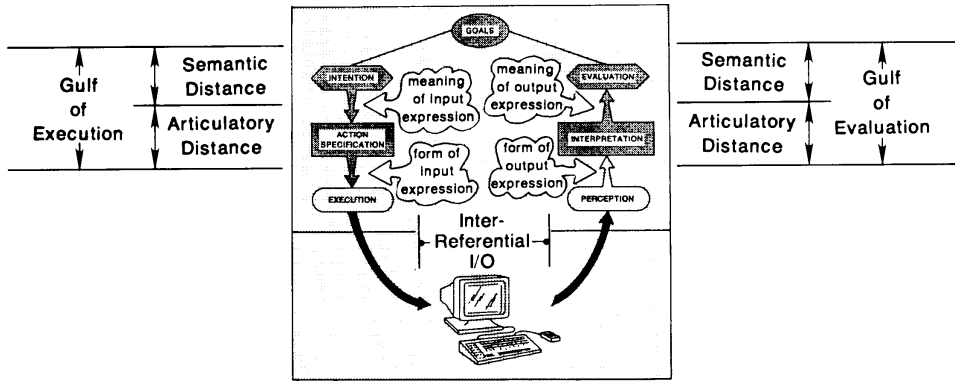 GOALS
Gulf
of
Execution
Semantic
Distance
Articulatory
Distance
INTENTION
meaning
of input
expression
ACTION
SPECIFICATION
form of
input
expression
EXECUTION
meaning
of output
expression
EVALUATION
INTERPRETATION
form of
output
expression
PERCEPTION
Inter-
Referential
I/O
Semantic
Distance
Articulatory
Distance
Gulf
of
Evaluation